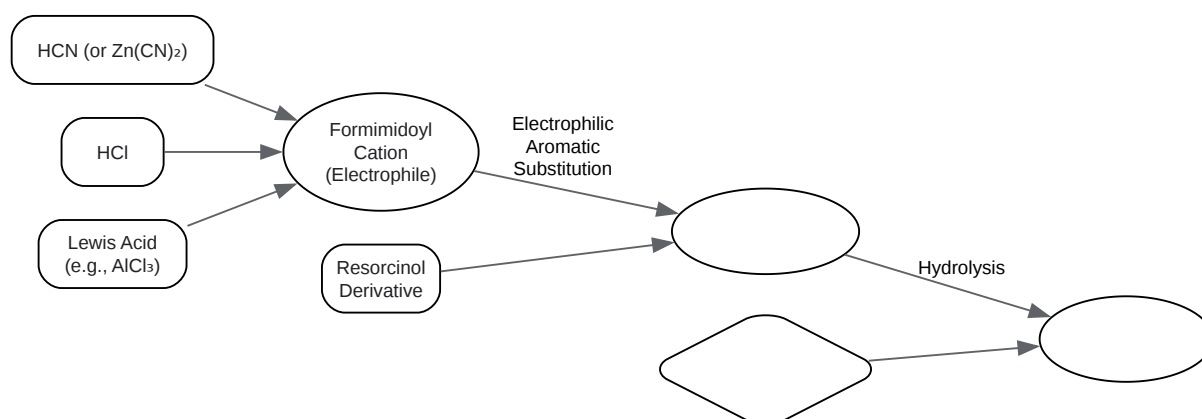 HCN (or Zn(CN)₂)
HCl
Lewis Acid
(e.g., AlCl₃)
Formimidoyl
Cation
(Electrophile)
Electrophilic
Aromatic
Substitution
Resorcinol
Derivative
Hydrolysis